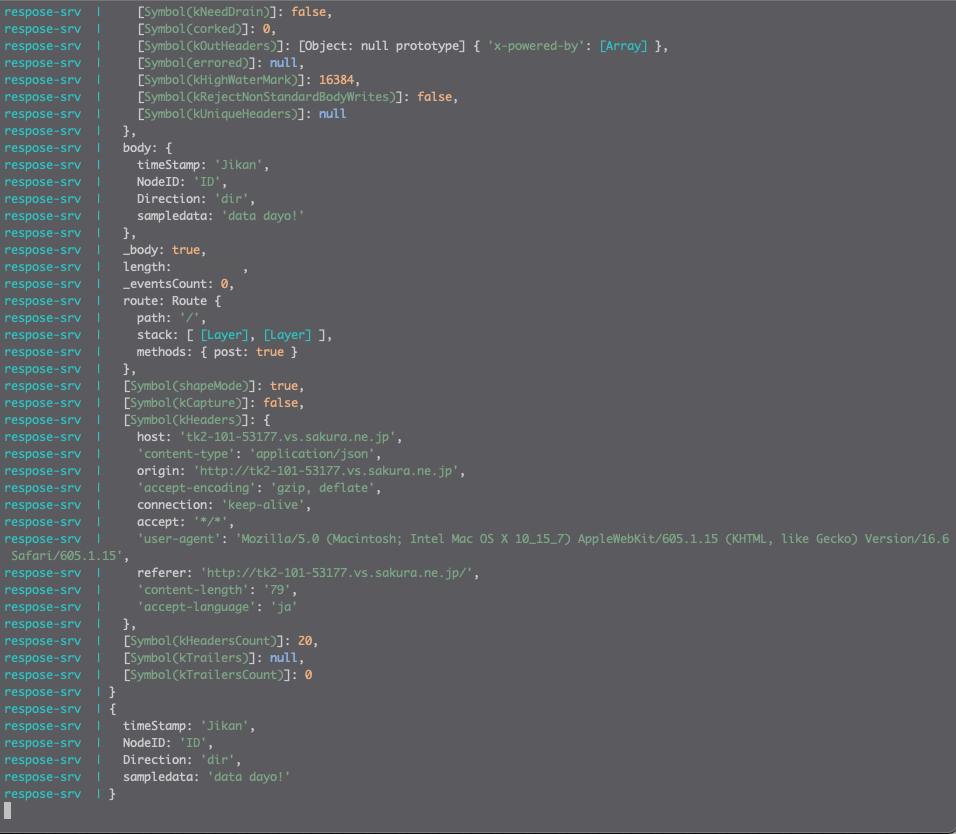 respose-srv  |      [Symbol(kNeedDrain)]: false,
respose-srv  |      [Symbol(corked)]: 0,
respose-srv  |      [Symbol(kOutHeaders)]: [Object: null prototype] { 'x-powered-by': [Array] },
respose-srv  |      [Symbol(errored)]: null,
respose-srv  |      [Symbol(kHighWaterMark)]: 16384,
respose-srv  |      [Symbol(kRejectNonStandardBodyWrites)]: false,
respose-srv  |      [Symbol(kUniqueHeaders)]: null
respose-srv  |    },
respose-srv  |    body: {
respose-srv  |      timeStamp: 'Jikan',
respose-srv  |      NodeID: 'ID',
respose-srv  |      Direction: 'dir',
respose-srv  |      sampledata: 'data dayo!'
respose-srv  |    },
respose-srv  |    _body: true,
respose-srv  |    length:          ,
respose-srv  |    _eventsCount: 0,
respose-srv  |    route: Route {
respose-srv  |      path: '/',
respose-srv  |      stack: [ [Layer], [Layer] ],
respose-srv  |      methods: { post: true }
respose-srv  |    },
respose-srv  |    [Symbol(shapeMode)]: true,
respose-srv  |    [Symbol(kCapture)]: false,
respose-srv  |    [Symbol(kHeaders)]: {
respose-srv  |      host: 'tk2-101-53177.vs.sakura.ne.jp',
respose-srv  |      'content-type': 'application/json',
respose-srv  |      origin: 'http://tk2-101-53177.vs.sakura.ne.jp',
respose-srv  |      'accept-encoding': 'gzip, deflate',
respose-srv  |      connection: 'keep-alive',
respose-srv  |      accept: '*/*',
respose-srv  |      'user-agent': 'Mozilla/5.0 (Macintosh; Intel Mac OS X 10_15_7) AppleWebKit/605.1.15 (KHTML, like Gecko) Version/16.6
 Safari/605.1.15',
respose-srv  |      referer: 'http://tk2-101-53177.vs.sakura.ne.jp/',
respose-srv  |      'content-length': '79',
respose-srv  |      'accept-language': 'ja'
respose-srv  |    },
respose-srv  |    [Symbol(kHeadersCount)]: 20,
respose-srv  |    [Symbol(kTrailers)]: null,
respose-srv  |    [Symbol(kTrailersCount)]: 0
respose-srv  | }
respose-srv  | {
respose-srv  |    timeStamp: 'Jikan',
respose-srv  |    NodeID: 'ID',
respose-srv  |    Direction: 'dir',
respose-srv  |    sampledata: 'data dayo!'
respose-srv  | }